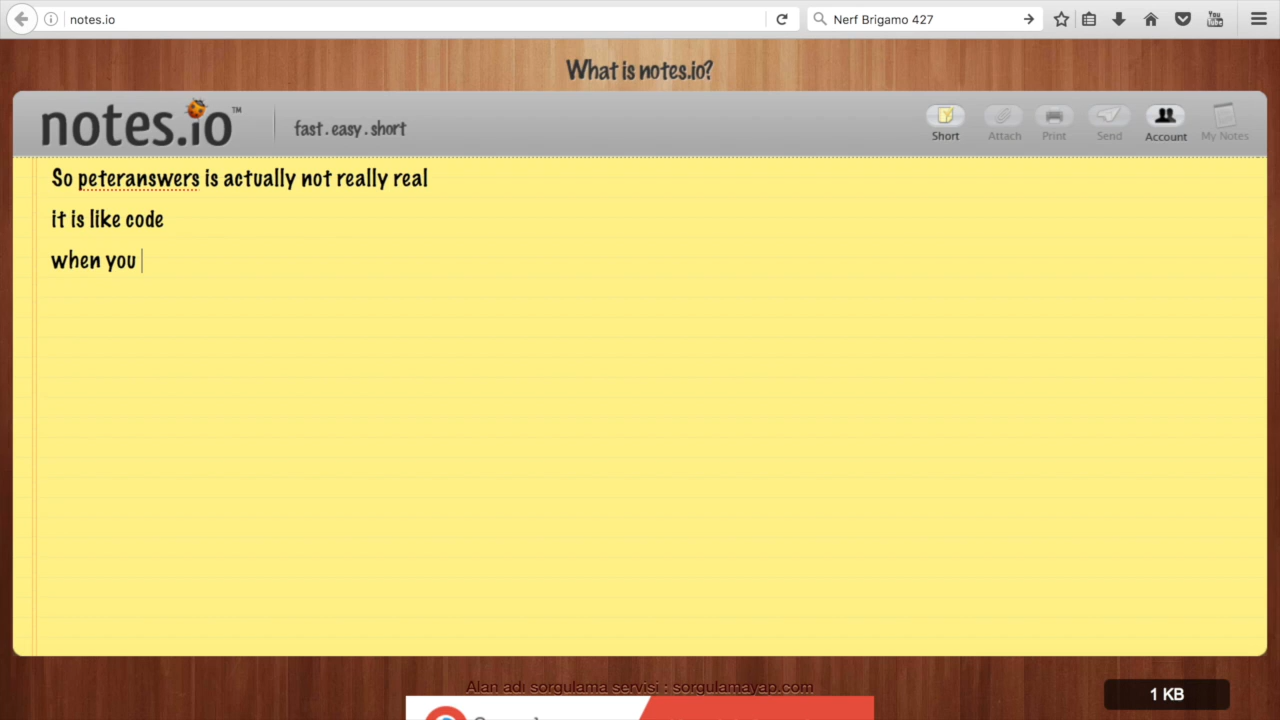 notes.io
Nerf Brigamo 427
You
Tube
What is notes.io?
notes.io™
fast.easy.short
Short
Attach
Print
Send
Account
My Notes
So peteranswers is actually not really real
it is like code
when you
Alan adı sorgulama servisi : sorgulamayap.com
1 KB